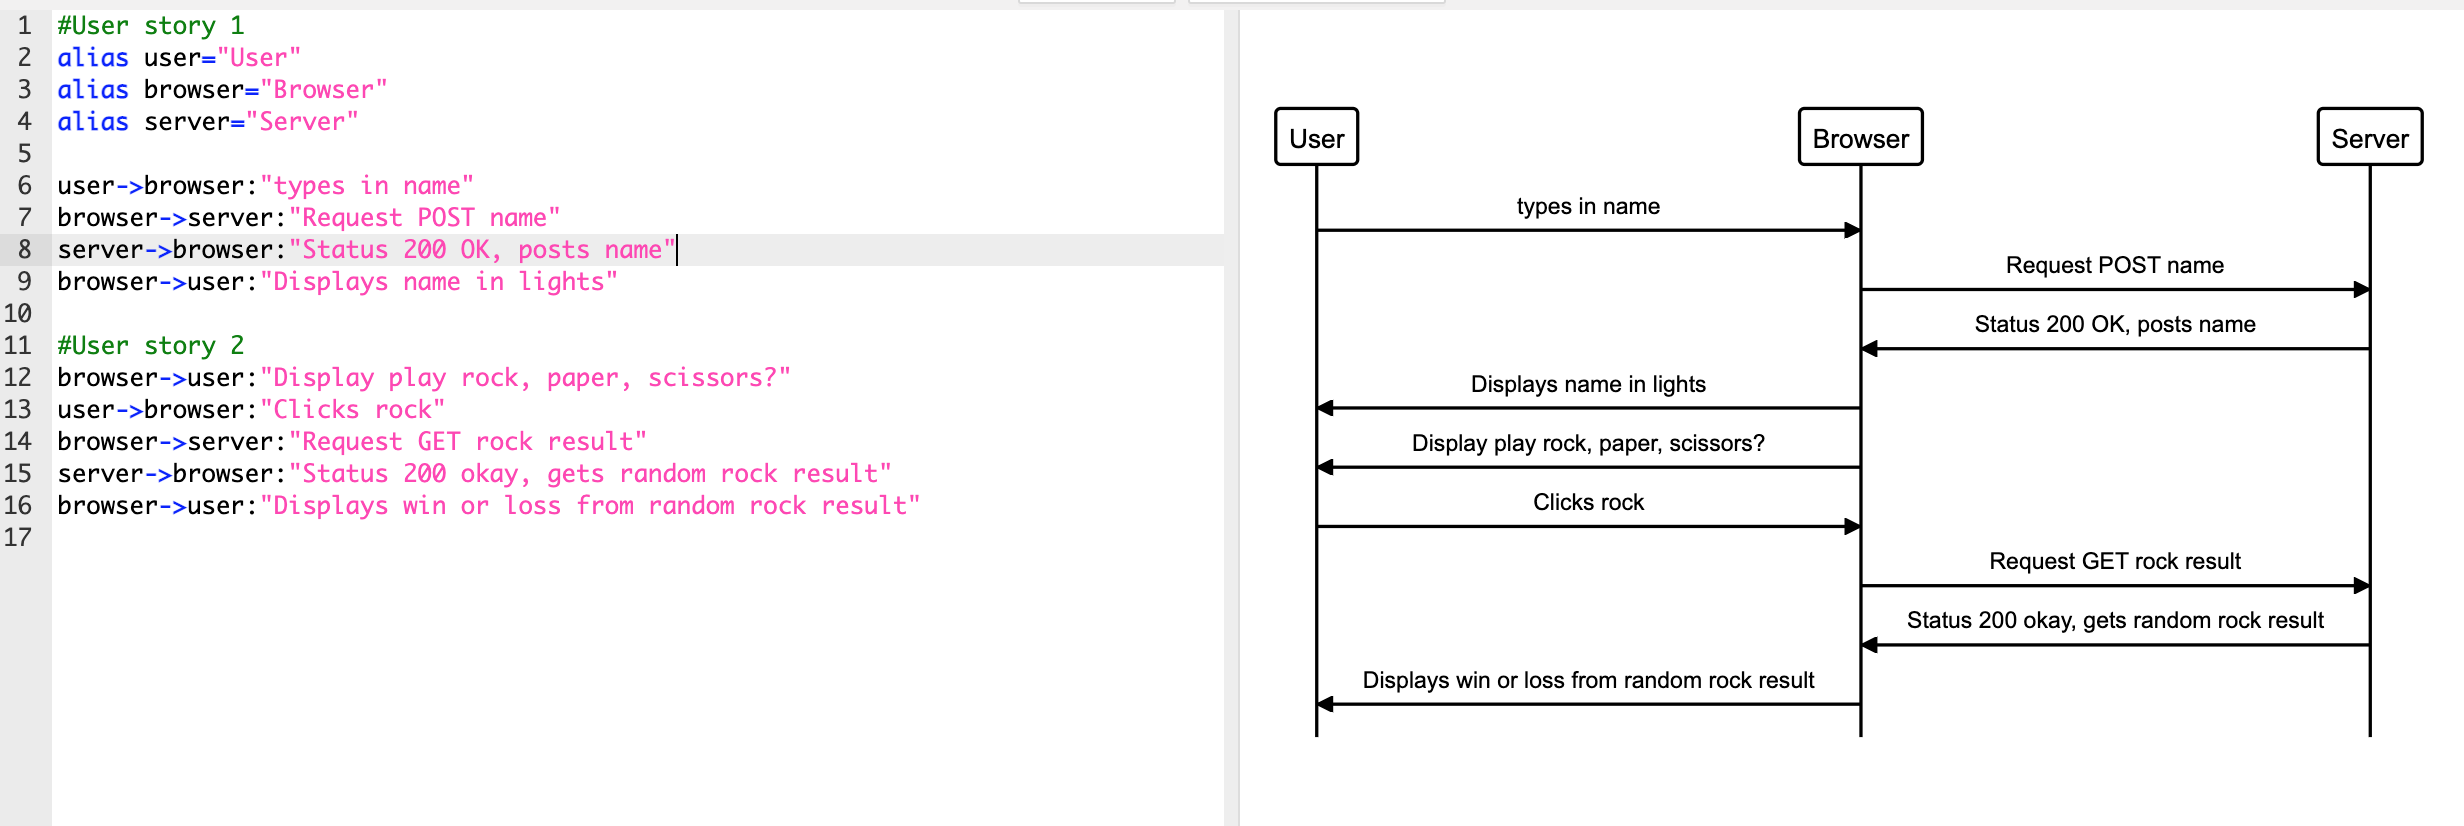 1 #User story 1
2 alias user="User"
3 alias browser="Browser"
4 alias server="Server"
5
6 user->browser:"types in name"
7 browser->server:"Request POST name"
8 server->browser:"Status 200 OK, posts name"
9 browser->user:"Displays name in lights"
10
11 #User story 2
12 browser->user:"Display play rock, paper, scissors?"
13 user->browser:"Clicks rock"
14 browser->server:"Request GET rock result"
15 server->browser:"Status 200 okay, gets random rock result"
16 browser->user:"Displays win or loss from random rock result"
17
User Browser Server
types in name
Request POST name
Status 200 OK, posts name
Displays name in lights
Display play rock, paper, scissors?
Clicks rock
Request GET rock result
Status 200 okay, gets random rock result
Displays win or loss from random rock result